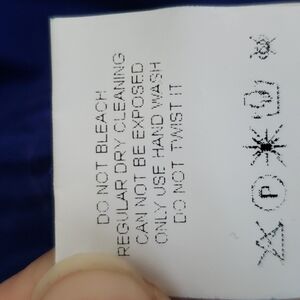 DO NOT BLEACH
REGULAR DRY CLEANING
CAN NOT BE EXPOSED
ONLY USE HAND WASH
DO NOT TWIST IT
P